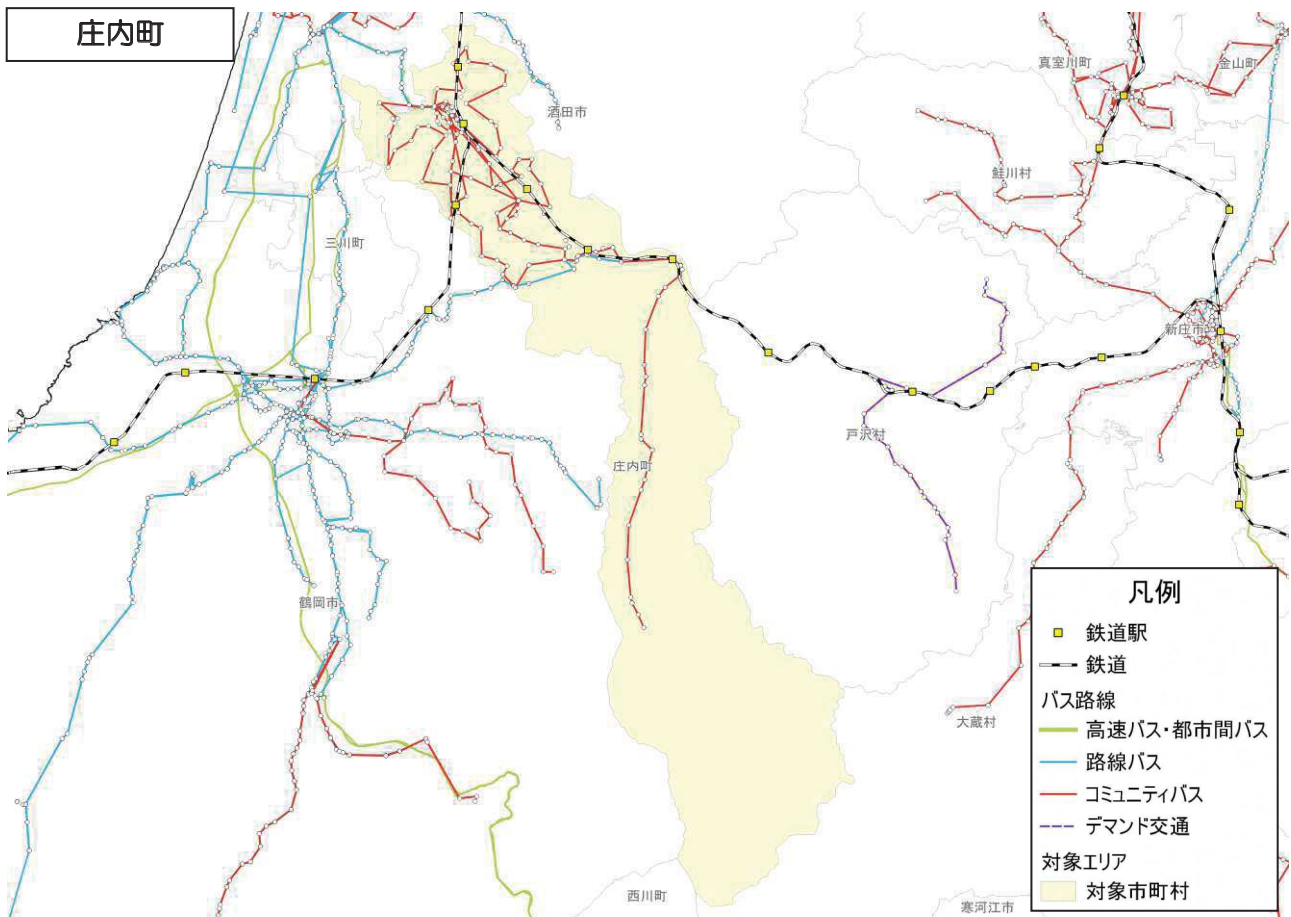 庄内町
真室川町
金山町
酒田市
鮭川村
三川町
新庄市
戸沢村
庄内町
鶴岡市
大蔵村
西川町
寒河江市
凡例
鉄道駅
鉄道
バス路線
高速バス・都市間バス
路線バス
コミュニティバス
デマンド交通
対象エリア
対象市町村